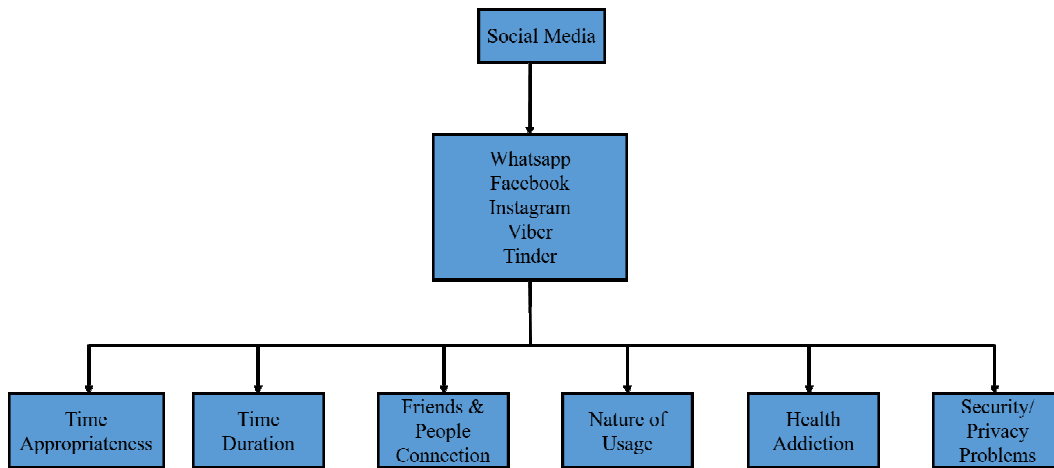 Social Media
Whatsapp
Facebook
Instagram
Viber
Tinder
Time
Appropriateness
Time
Duration
Friends &
People
Connection
Nature of
Usage
Health
Addiction
Security/
Privacy
Problems